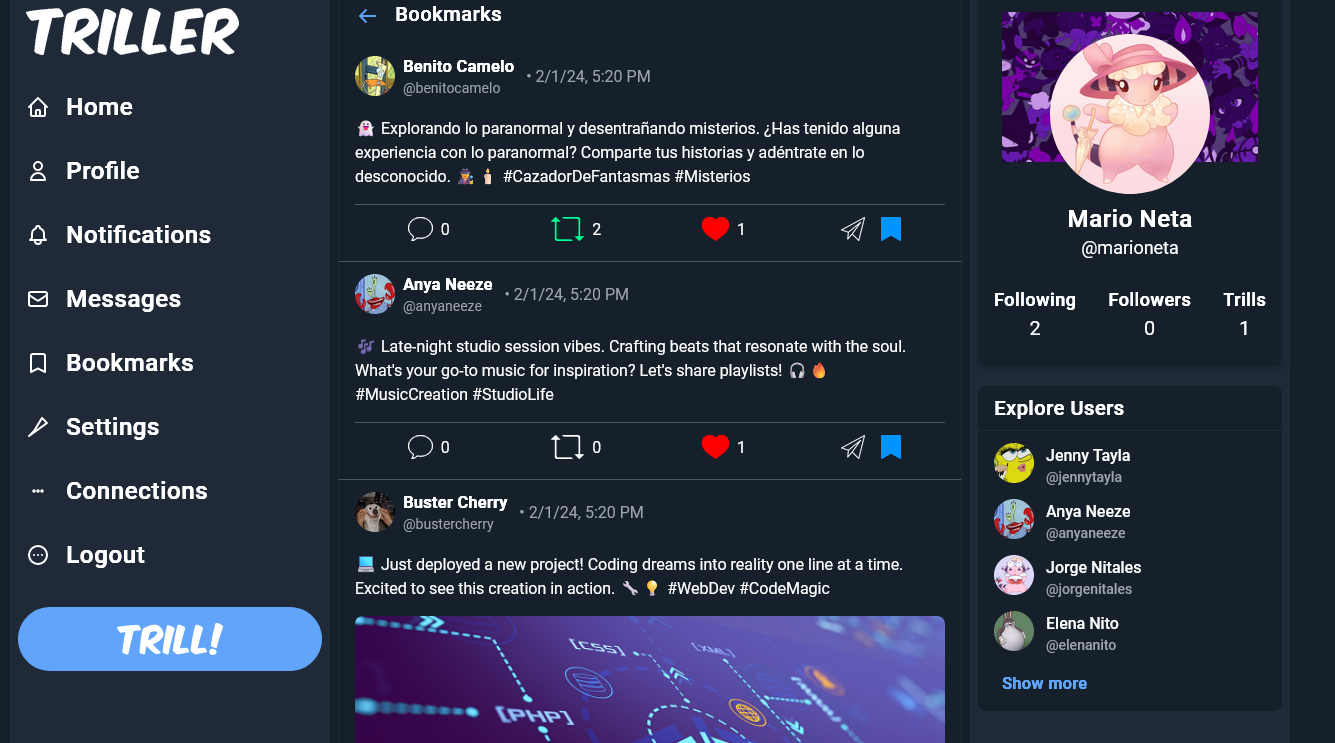 TRILLER
Home
Profile
Notifications
Messages
Bookmarks
Settings
Connections
Logout
TRILL!
Bookmarks
Benito Camelo • 2/1/24, 5:20 PM
@benitocamelo
👻 Explorando lo paranormal y desentrañando misterios. ¿Has tenido alguna
experiencia con lo paranormal? Comparte tus historias y adéntrate en lo
desconocido. 🕵️‍♂️ 🕯️ #CazadorDeFantasmas #Misterios
0 2 1
Anya Neeze • 2/1/24, 5:20 PM
@anyaneeze
🎶 Late-night studio session vibes. Crafting beats that resonate with the soul.
What's your go-to music for inspiration? Let's share playlists! 🎧 🔥
#MusicCreation #StudioLife
0 0 1
Buster Cherry • 2/1/24, 5:20 PM
@bustercherry
💻 Just deployed a new project! Coding dreams into reality one line at a time.
Excited to see this creation in action. 🔧 💡 #WebDev #CodeMagic
[CSS]
[XML]
[PHP]
Mario Neta
@marioneta
Following Followers Trills
2 0 1
Explore Users
Jenny Tayla
@jennytayla
Anya Neeze
@anyaneeze
Jorge Nitales
@jorgenitales
Elena Nito
@elenanito
Show more